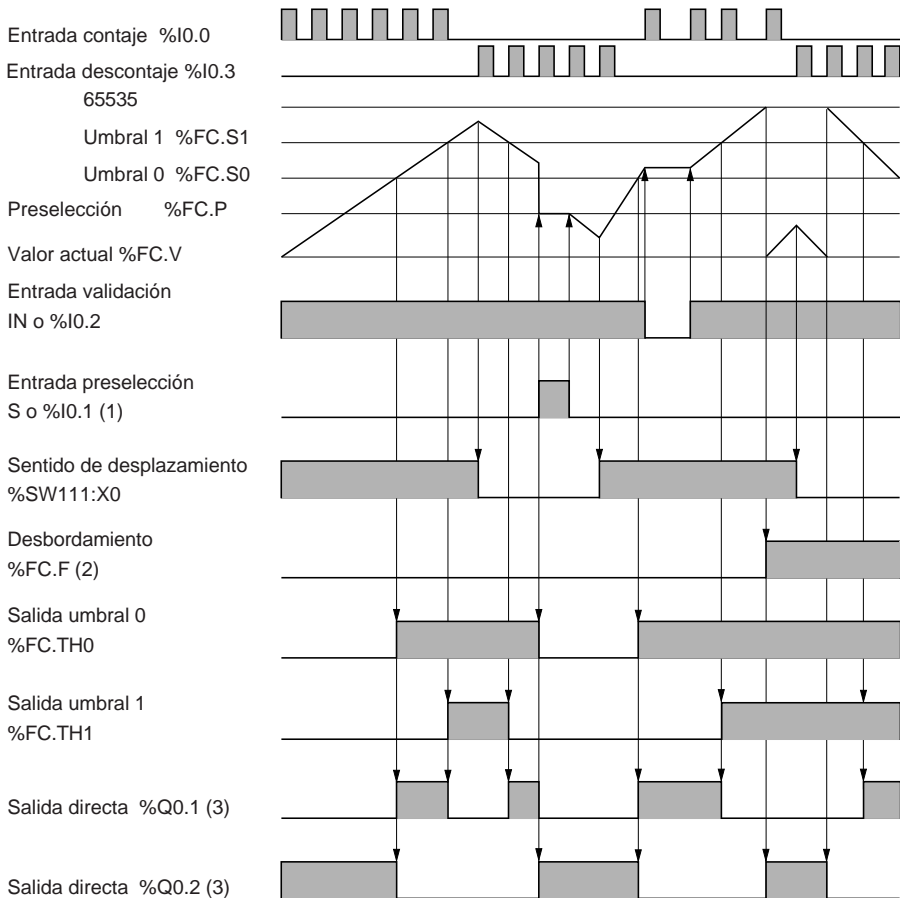 Entrada contaje %I0.0
Entrada descontaje %I0.3
65535
Umbral 1 %FC.S1
Umbral 0 %FC.S0
Preselección %FC.P
Valor actual %FC.V
Entrada validación
IN o %I0.2
Entrada preselección
S o %I0.1 (1)
Sentido de desplazamiento
%SW111:X0
Desbordamiento
%FC.F (2)
Salida umbral 0
%FC.TH0
Salida umbral 1
%FC.TH1
Salida directa %Q0.1 (3)
Salida directa %Q0.2 (3)